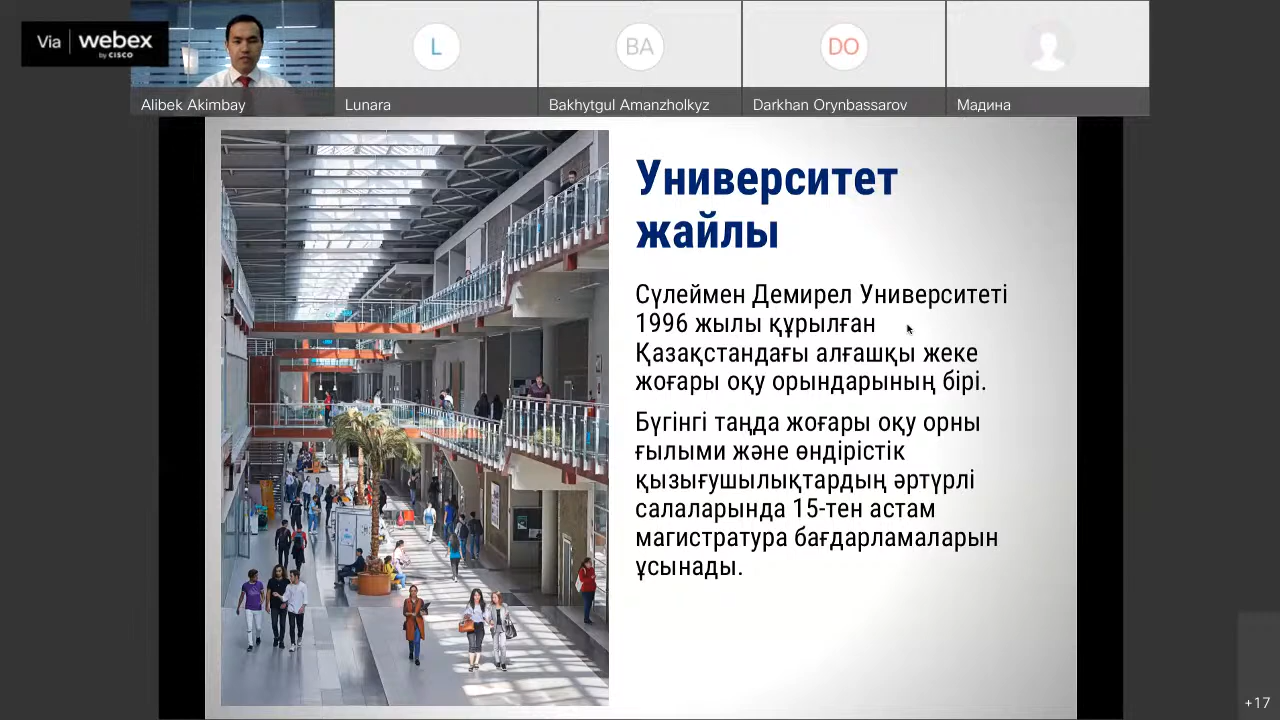 Via webex
by CISCO
L
BA
DO
Alibek Akimbay
Lunara
Bakhytgul Amanzholkyz
Darkhan Orynbassarov
Мадина
Университет
жайлы
Сүлеймен Демирел Университеті
1996 жылы құрылған
Қазақстандағы алғашқы жеке
жоғары оқу орындарының бірі.
Бүгінгі таңда жоғары оқу орны
ғылыми және өндірістік
қызығушылықтардың әртүрлі
салаларында 15-тен астам
магистратура бағдарламаларын
ұсынады.
+17